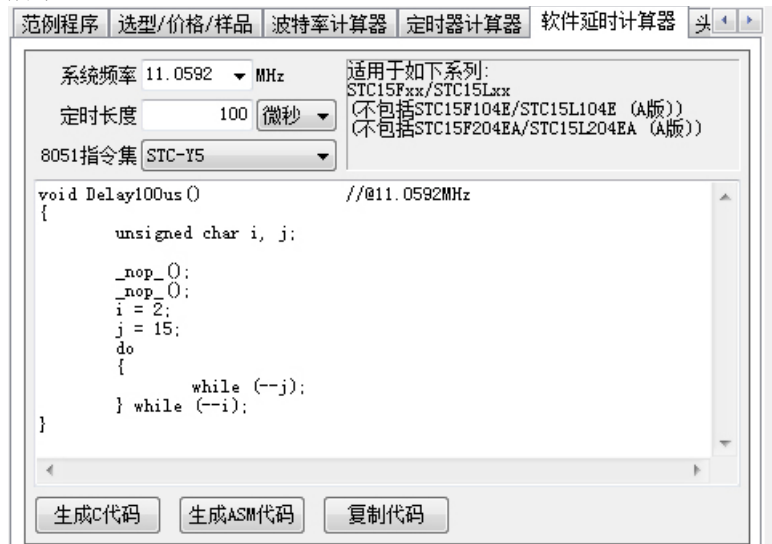 范例程序 选型/价格/样品 波特率计算器 定时器计算器 软件延时计算器 头
系统频率 11.0592 MHz
定时长度 100 微秒
8051指令集 STC-Y5
适用于如下系列:
STC15Fxx/STC15Lxx
(不包括STC15F104E/STC15L104E (A版))
(不包括STC15F204EA/STC15L204EA (A版))
void Delay100us() //@11.0592MHz
{
unsigned char i, j;
_nop_();
_nop_();
i = 2;
j = 15;
do
{
while (--j);
} while (--i);
}
生成C代码 生成ASM代码 复制代码